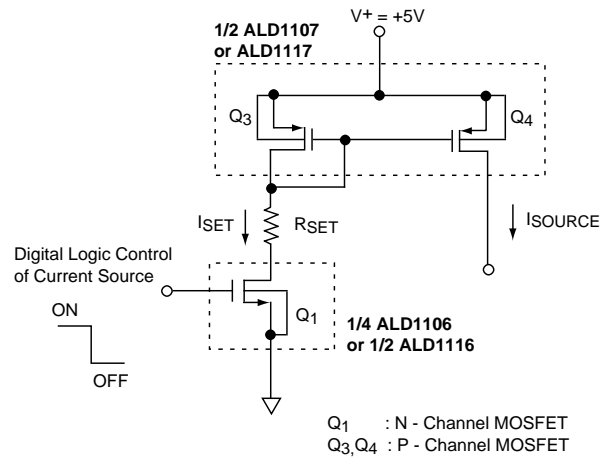 V+ = +5V
1/2 ALD1107
or ALD1117
Q3
Q4
ISET
RSET
ISOURCE
Digital Logic Control
of Current Source
ON
OFF
Q1
1/4 ALD1106
or 1/2 ALD1116
Q1 : N - Channel MOSFET
Q3,Q4 : P - Channel MOSFET